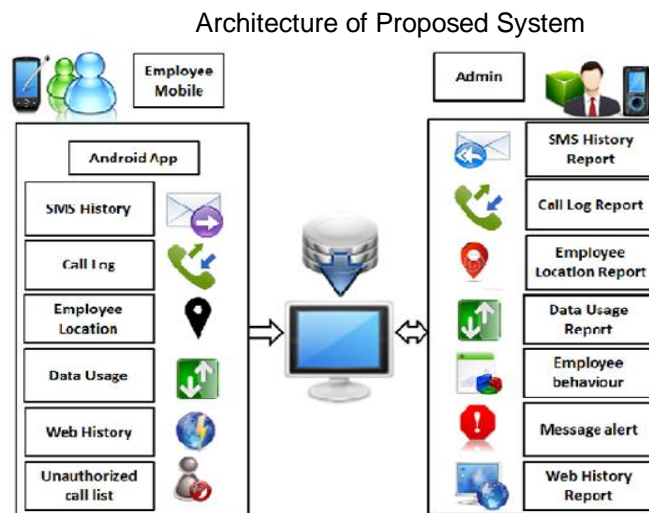 Architecture of Proposed System
Employee
Mobile
Admin
Android App
SMS History
Call Log
Employee
Location
Data Usage
Web History
Unauthorized
call list
SMS History
Report
Call Log Report
Employee
Location Report
Data Usage
Report
Employee
behaviour
Message alert
Web History
Report